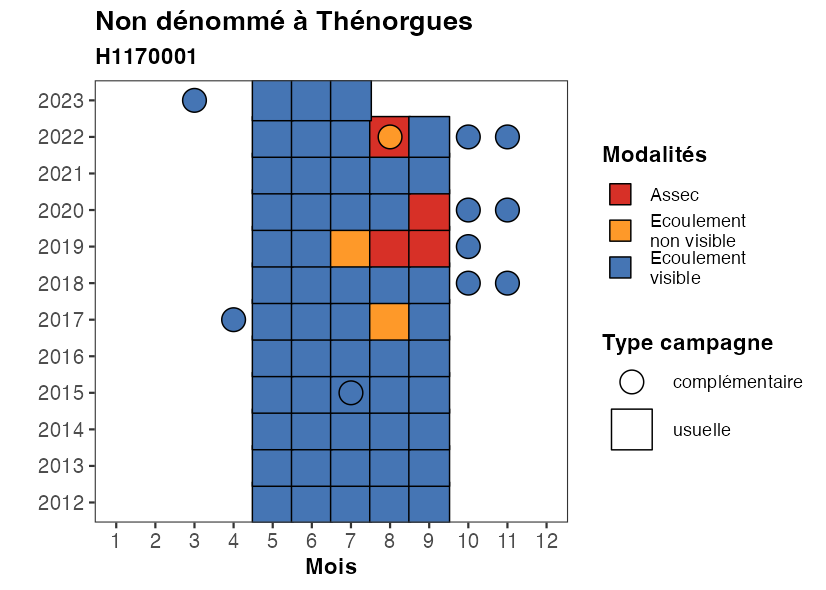 Non dénommé à Thénorgues
H1170001
2023
2022
2021
2020
2019
2018
2017
2016
2015
2014
2013
2012
1 2 3 4 5 6 7 8 9 10 11 12
Mois
Modalités
Assec
Ecoulement
non visible
Ecoulement
visible
Type campagne
complémentaire
usuelle